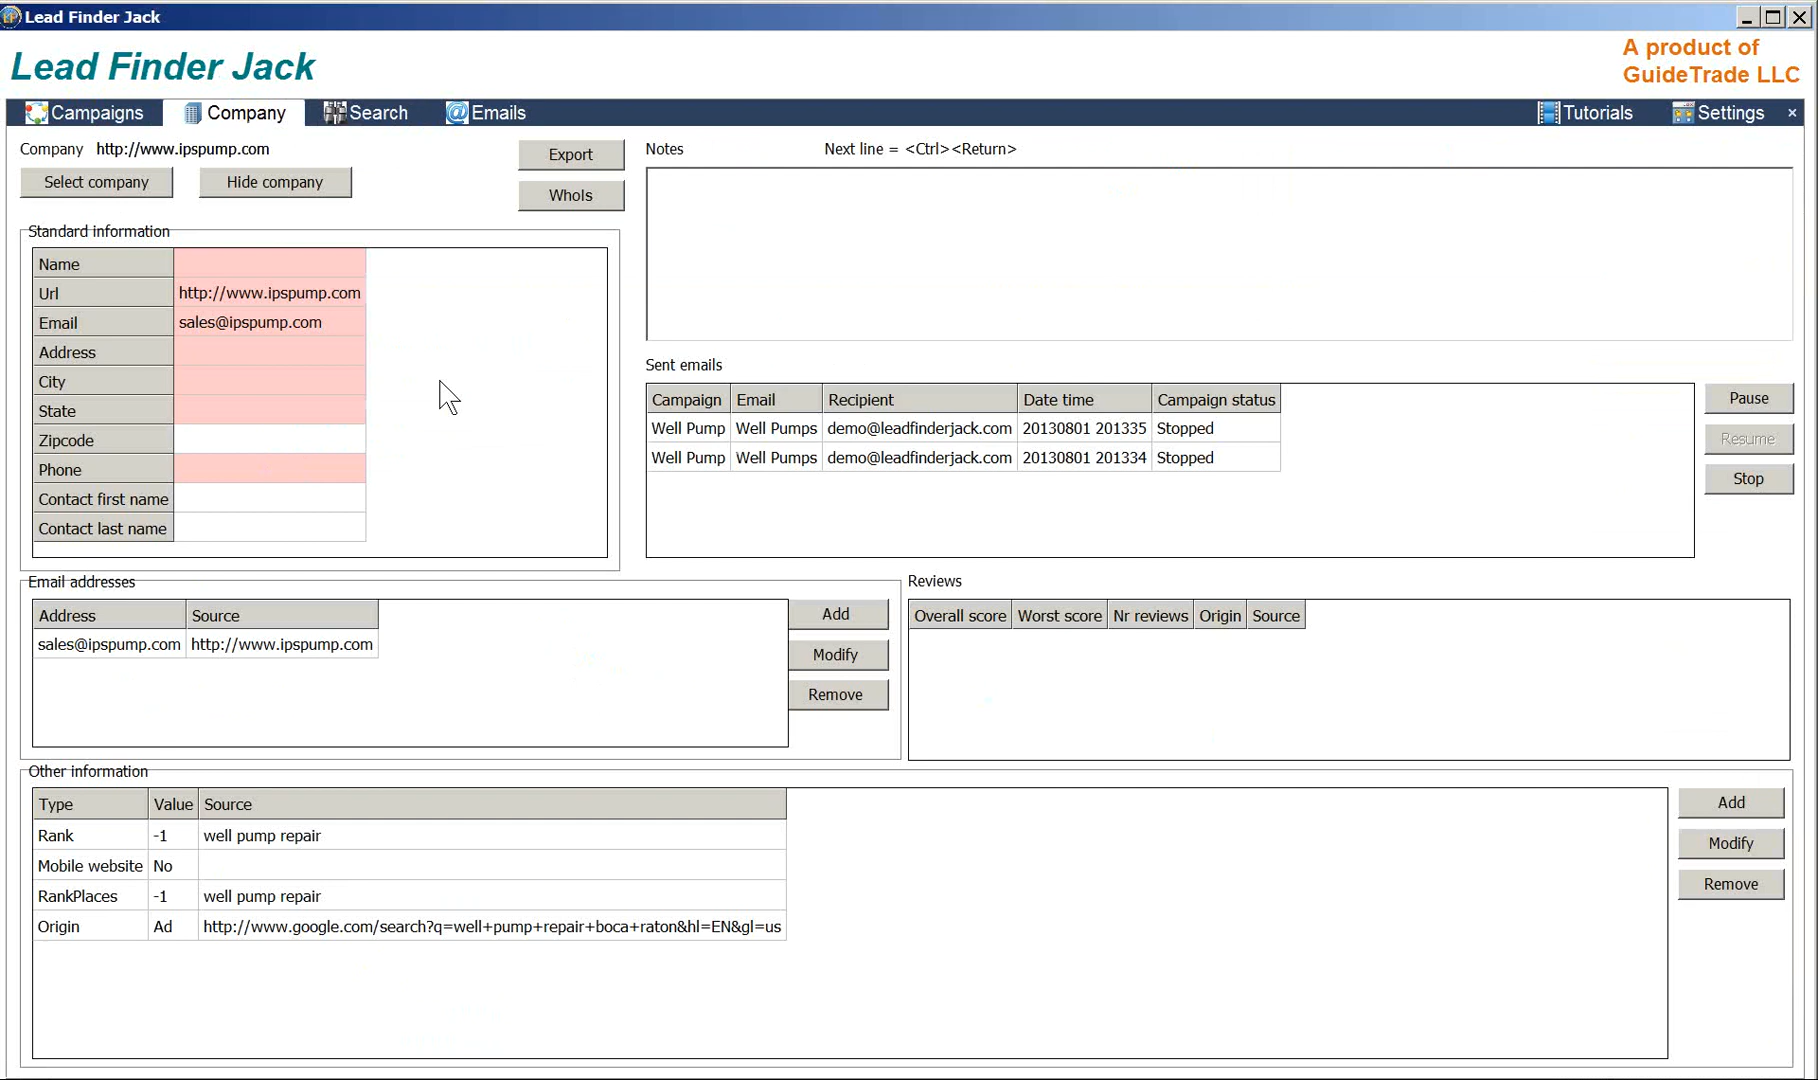 Lead Finder Jack
Lead Finder Jack
A product of
GuideTrade LLC
Campaigns Company Search Emails Tutorials Settings ×
Company http://www.ipspump.com
Select company Hide company
Export
WhoIs
Notes Next line = <Ctrl><Return>
Standard information
Name
Url http://www.ipspump.com
Email sales@ipspump.com
Address
City
State
Zipcode
Phone
Contact first name
Contact last name
Sent emails
Campaign Email Recipient Date time Campaign status
Well Pump Well Pumps demo@leadfinderjack.com 20130801 201335 Stopped
Well Pump Well Pumps demo@leadfinderjack.com 20130801 201334 Stopped
Pause
Resume
Stop
Email addresses
Address Source
sales@ipspump.com http://www.ipspump.com
Add
Modify
Remove
Reviews
Overall score Worst score Nr reviews Origin Source
Other information
Type Value Source
Rank -1 well pump repair
Mobile website No
RankPlaces -1 well pump repair
Origin Ad http://www.google.com/search?q=well+pump+repair+boca+raton&hl=EN&gl=us
Add
Modify
Remove